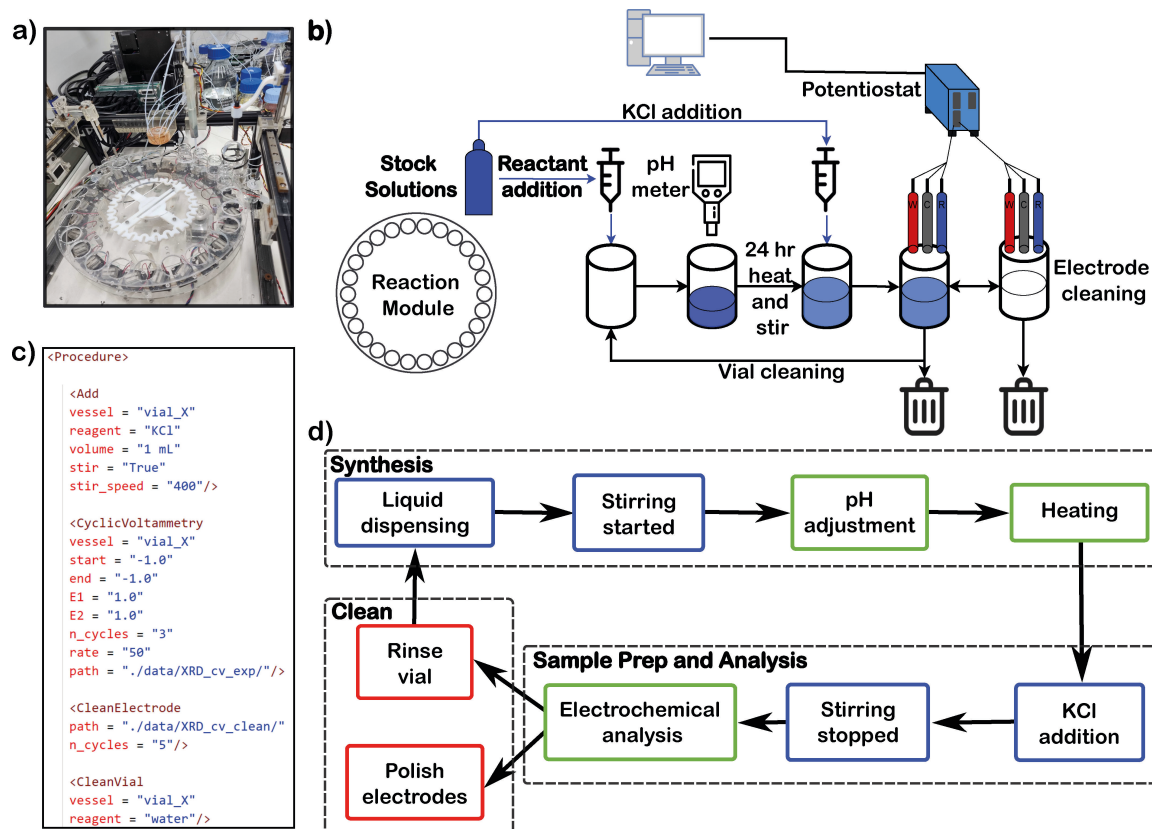 a)
b)
Potentiostat
KCl addition
Stock
Solutions
Reactant
addition
pH
meter
W C R
W C R
Reaction
Module
24 hr
heat
and
stir
Electrode
cleaning
Vial cleaning
c)
<Procedure>
<Add
vessel = "vial_X"
reagent = "KCl"
volume = "1 mL"
stir = "True"
stir_speed = "400"/>
<CyclicVoltammetry
vessel = "vial_X"
start = "-1.0"
end = "-1.0"
E1 = "1.0"
E2 = "1.0"
n_cycles = "3"
rate = "50"
path = "./data/XRD_cv_exp/"/>
<CleanElectrode
path = "./data/XRD_cv_clean/"
n_cycles = "5"/>
<CleanVial
vessel = "vial_X"
reagent = "water"/>
d)
Synthesis
Liquid
dispensing
Stirring
started
pH
adjustment
Heating
Clean
Rinse
vial
Polish
electrodes
Sample Prep and Analysis
Electrochemical
analysis
Stirring
stopped
KCl
addition